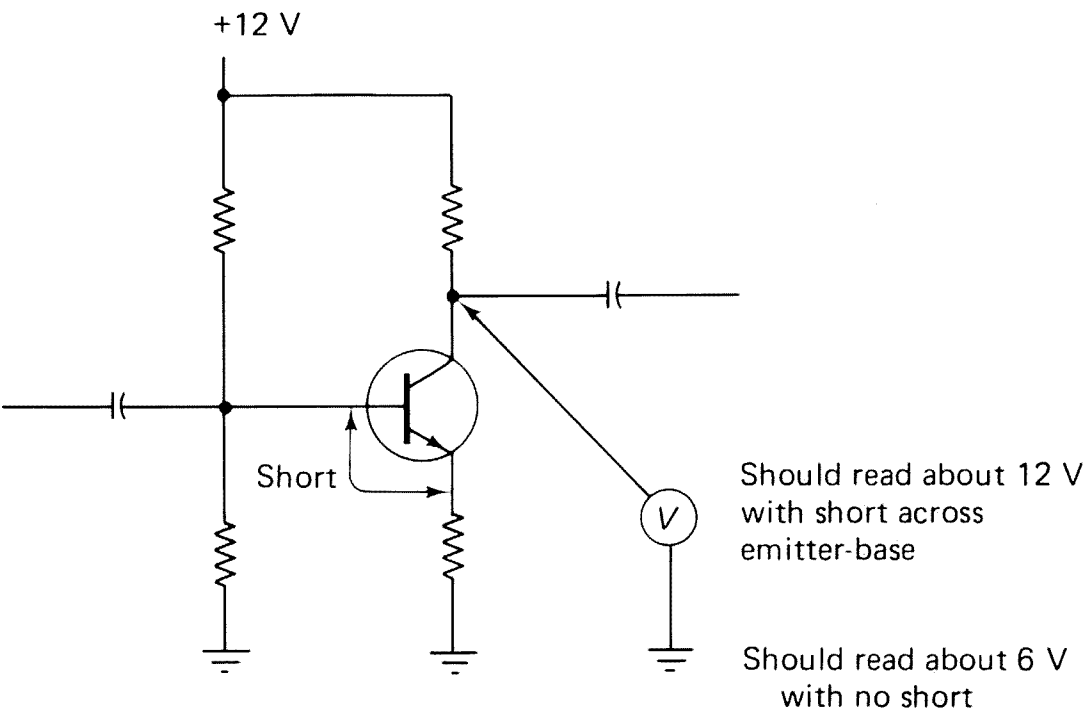 +12 V
Short
V
Should read about 12 V
with short across
emitter-base
Should read about 6 V
with no short